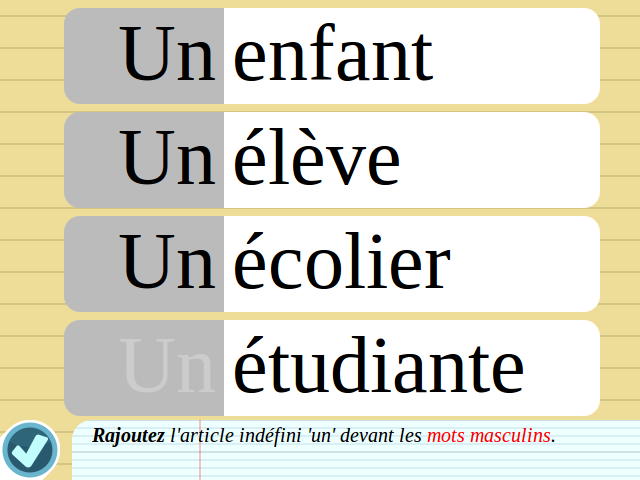 Un enfant
Un élève
Un écolier
Un étudiante
Rajoutez l'article indéfini 'un' devant les mots masculins.